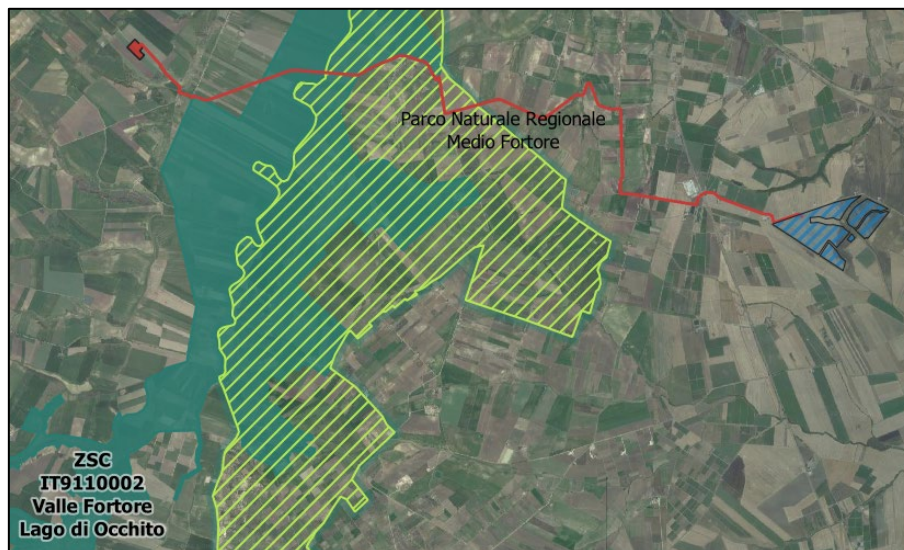 Parco Naturale Regionale
Medio Fortore
ZSC
IT9110002
Valle Fortore
Lago di Occhito